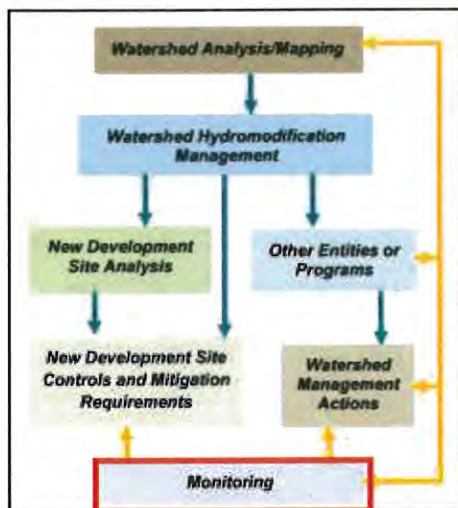 Watershed Analysis/Mapping
Watershed Hydromodification
Management
New Development
Site Analysis
Other Entities or
Programs
New Development Site
Controls and Mitigation
Requirements
Watershed
Management
Actions
Monitoring